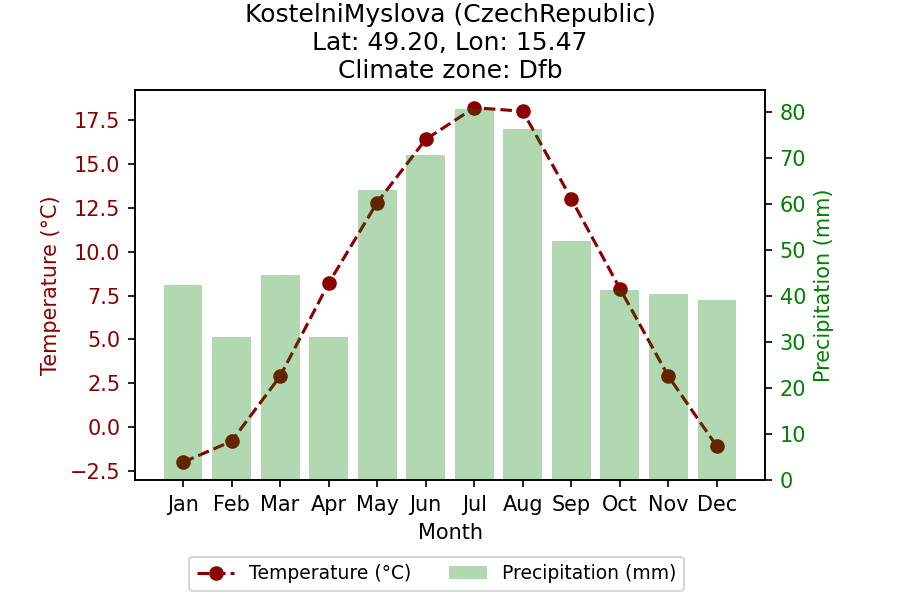 KostelniMyslova (CzechRepublic)
Lat: 49.20, Lon: 15.47
Climate zone: Dfb
Temperature (°C)
17.5
15.0
12.5
10.0
7.5
5.0
2.5
0.0
−2.5
80
70
60
50
40
30
20
10
0
Precipitation (mm)
Jan Feb Mar Apr May Jun Jul Aug Sep Oct Nov Dec
Month
Temperature (°C) Precipitation (mm)